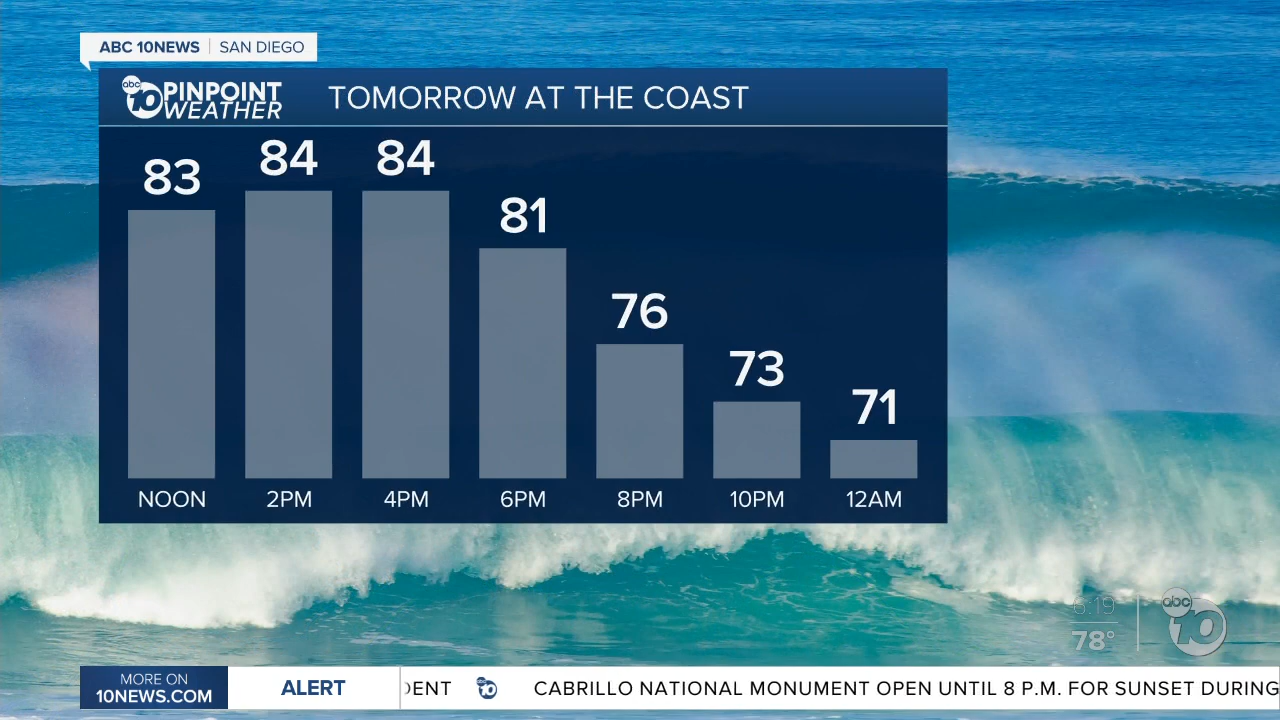 ABC 10NEWS | SAN DIEGO
abc 10 PINPOINT WEATHER
TOMORROW AT THE COAST
83 84 84 81 76 73 71
NOON 2PM 4PM 6PM 8PM 10PM 12AM
6:19
78°
abc 10
MORE ON
10NEWS.COM
ALERT
DENT abc 10 CABRILLO NATIONAL MONUMENT OPEN UNTIL 8 P.M. FOR SUNSET DURING